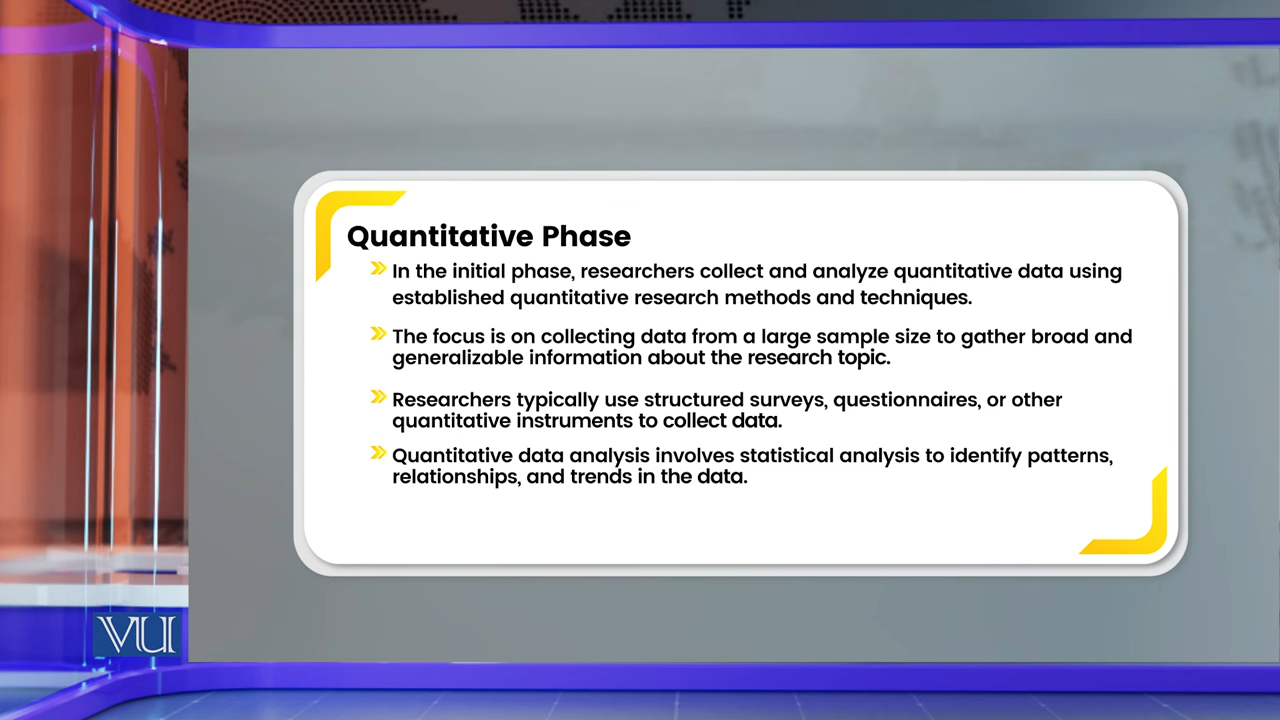 Quantitative Phase
In the initial phase, researchers collect and analyze quantitative data using
established quantitative research methods and techniques.
The focus is on collecting data from a large sample size to gather broad and
generalizable information about the research topic.
Researchers typically use structured surveys, questionnaires, or other
quantitative instruments to collect data.
Quantitative data analysis involves statistical analysis to identify patterns,
relationships, and trends in the data.
VU